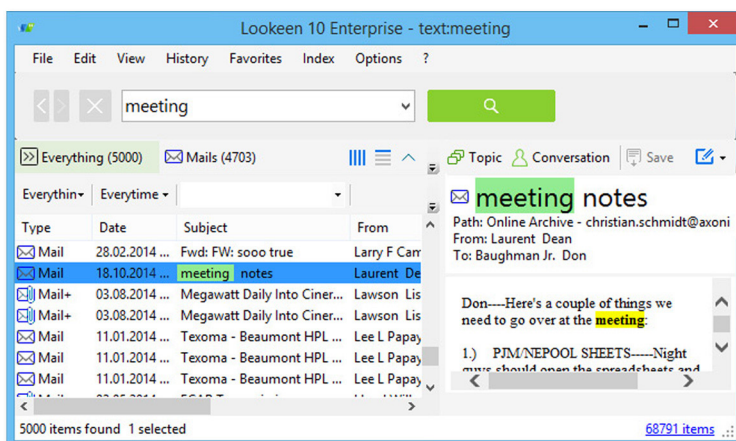 Lookeen 10 Enterprise - text:meeting
File Edit View History Favorites Index Options ?
meeting
Everything (5000) Mails (4703)
Topic Conversation Save
Everythin Everytime
meeting notes
Path: Online Archive - christian.schmidt@axoni
From: Laurent Dean
To: Baughman Jr. Don
Type Date Subject From
Mail 28.02.2014 ... Fwd: FW: sooo true Larry F Cam
Mail 18.10.2014 ... meeting notes Laurent De
Mail+ 03.08.2014 ... Megawatt Daily Into Ciner... Lawson Lis
Mail+ 03.08.2014 ... Megawatt Daily Into Ciner... Lawson Lis
Mail 11.01.2014 ... Texoma - Beaumont HPL ... Lee L Papay
Mail 11.01.2014 ... Texoma - Beaumont HPL ... Lee L Papay
Mail 11.01.2014 ... Texoma - Beaumont HPL ... Lee L Papay
Don----Here's a couple of things we
need to go over at the meeting:
1.) PJM/NEPOOL SHEETS-----Night
guys should open the spreadsheets and
5000 items found 1 selected
68791 items